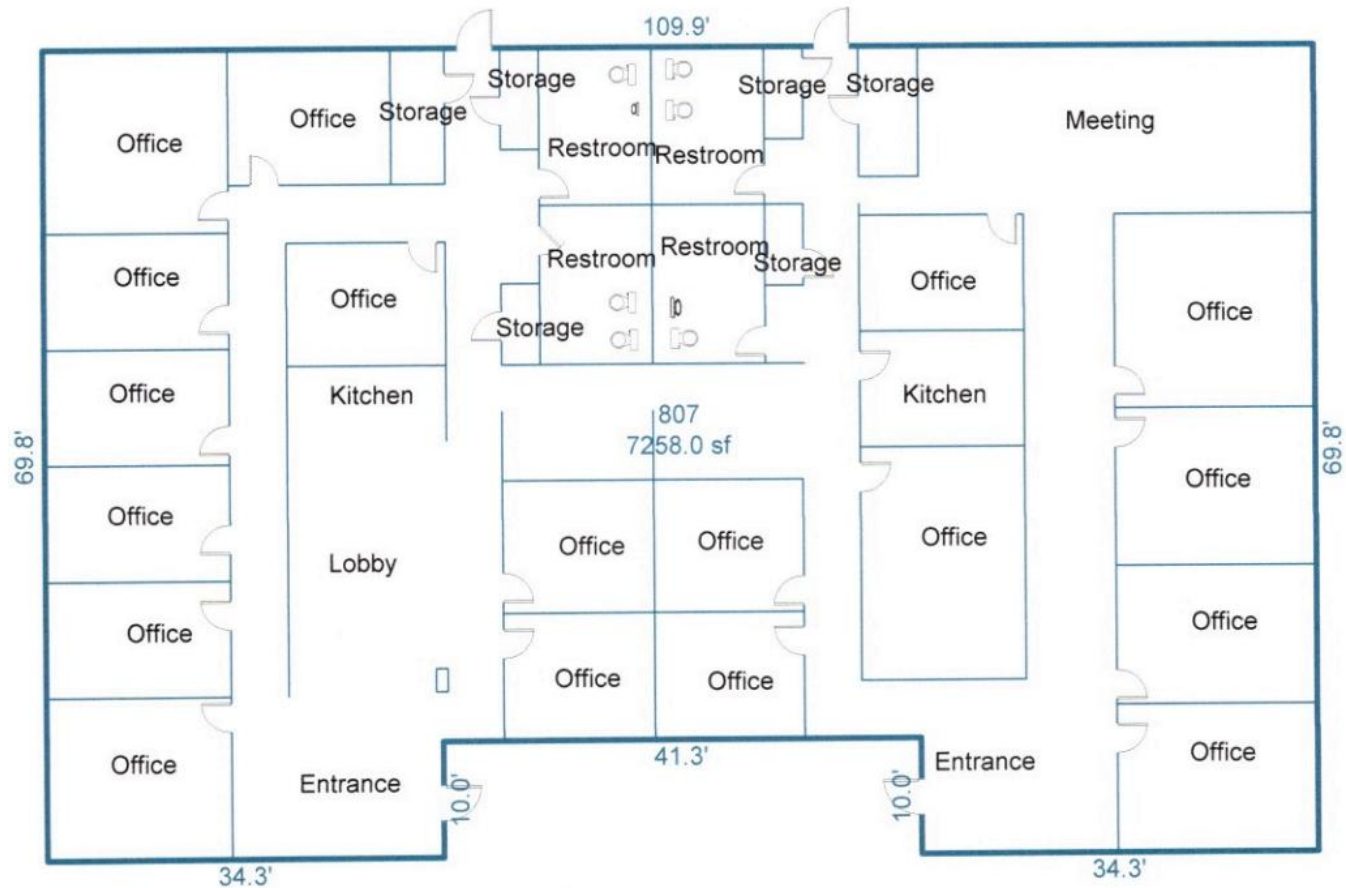 109.9'
Storage
Storage
Storage
Storage
Storage
Office
Office
Meeting
Restroom
Restroom
Office
Restroom
Restroom
Storage
Office
Office
Office
Storage
Office
Office
Kitchen
Kitchen
807
7258.0 sf
69.8'
69.8'
Office
Office
Office
Office
Office
Office
Lobby
Office
Office
Office
Office
Office
Office
Entrance
Entrance
41.3'
10.0'
10.0'
34.3'
34.3'